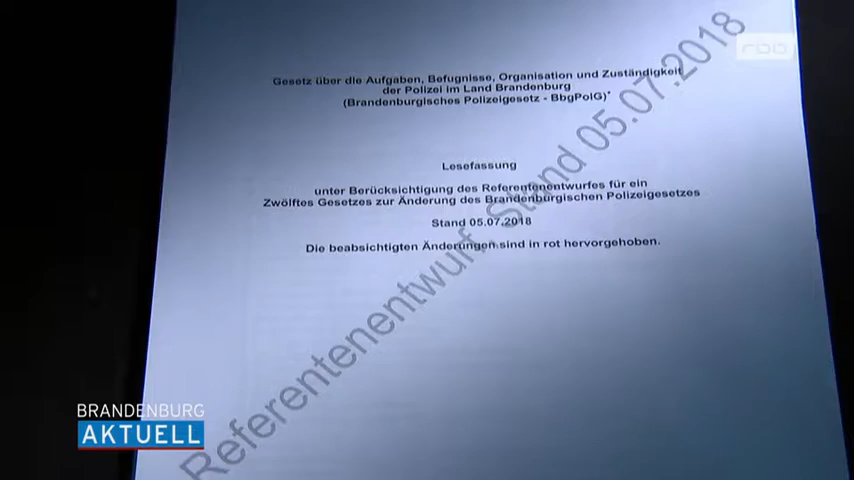 rbb
Gesetz über die Aufgaben, Befugnisse, Organisation und Zuständigkeit
der Polizei im Land Brandenburg
(Brandenburgisches Polizeigesetz - BbgPolG)*
Lesefassung
unter Berücksichtigung des Referentenentwurfes für ein
Zwölftes Gesetzes zur Änderung des Brandenburgischen Polizeigesetzes
Stand 05.07.2018
Die beabsichtigten Änderungen sind in rot hervorgehoben.
Referentenentwurf Stand 05.07.2018
BRANDENBURG
AKTUELL